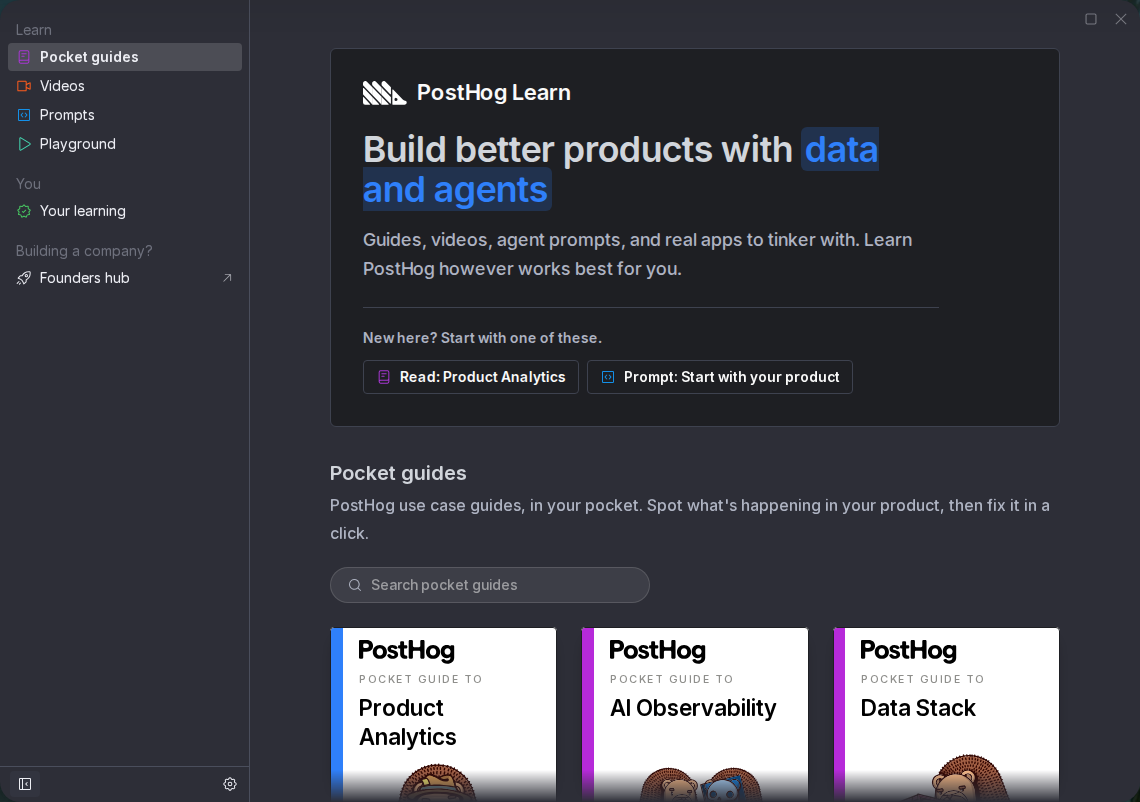 Learn
Pocket guides
Videos
Prompts
Playground
You
Your learning
Building a company?
Founders hub
PostHog Learn
Build better products with data
and agents
Guides, videos, agent prompts, and real apps to tinker with. Learn
PostHog however works best for you.
New here? Start with one of these.
Read: Product Analytics
Prompt: Start with your product
Pocket guides
PostHog use case guides, in your pocket. Spot what's happening in your product, then fix it in a
click.
Search pocket guides
PostHog
POCKET GUIDE TO
Product
Analytics
PostHog
POCKET GUIDE TO
AI Observability
PostHog
POCKET GUIDE TO
Data Stack